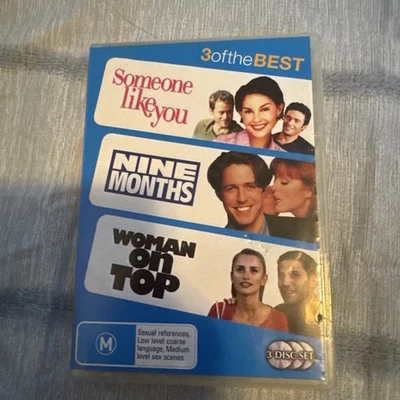 3oftheBEST
Someone
like you
NINE
MONTHS
WOMAN
on
TOP
M
Sexual references,
Low level coarse
language, Medium
level sex scenes
3 DISC SET